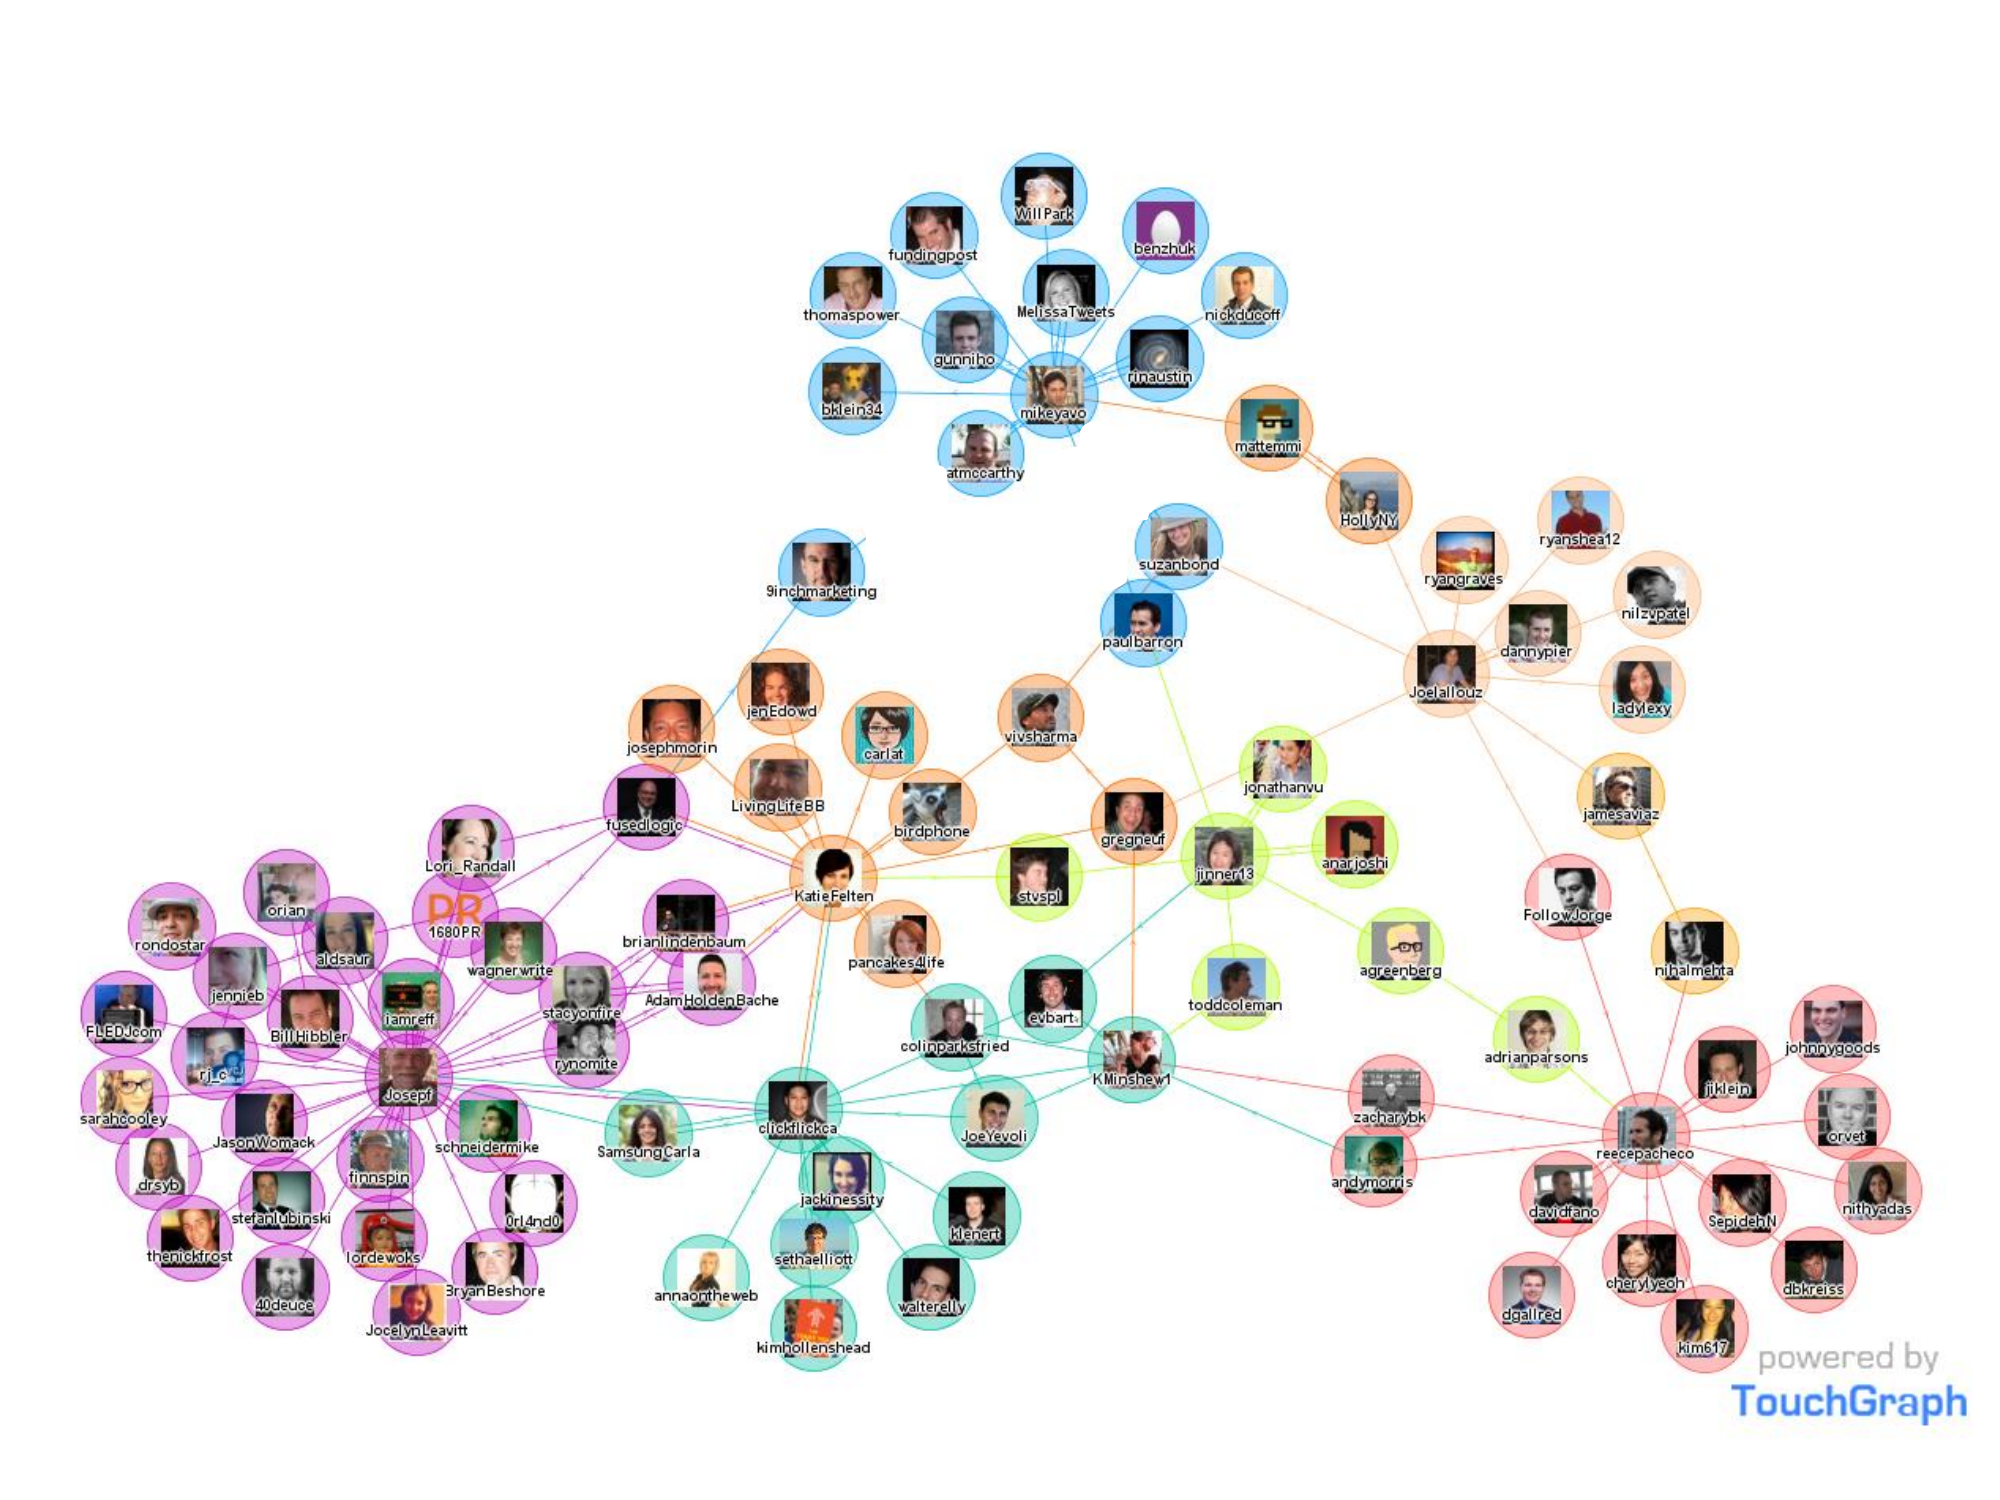 WillPark
fundingpost
benzhuk
thomaspower
MelissaTweets
nickducoff
gunniho
rinaustin
bklein34
mikeyavo
mattemmi
atmccarthy
HollyNY
ryanshea12
suzanbond
ryangraves
9inchmarketing
nilzvpatel
paulbarron
dannypier
Joelallouz
ladylexy
jenEdowd
vivsharma
josephmorin
carlat
jonathanvu
LivingLifeBB
jamesaviaz
fusedlogic
birdphone
gregneuf
anarjoshi
Lori_Randall
jinner13
KatieFelten
stvspl
orian
FollowJorge
PR
1680PR
brianlindenbaum
rondostar
aldsaur
pancakes4life
wagnerwrite
agreenberg
nihalmehta
jennieb
AdamHoldenBache
toddcoleman
stacyonfire
iamreff
evbart
FLEDJcom
BillHibbler
colinparksfried
johnnygoods
adrianparsons
rynomite
rj_c
KMinshew1
jiklein
Josepf
zacharybk
sarahcooley
clickflickca
JoeYevoli
orvet
JasonWomack
schneidermike
SamsungCarla
reecepacheco
finnspin
andymorris
drsyb
jackinessity
nithyadas
davidfano
stefanlubinski
0rl4nd0
SepidehN
klenert
thenickfrost
lordewoks
sethaelliott
cherylyeoh
BryanBeshore
dbkreiss
annaontheweb
40deuce
walterelly
dgallred
JocelynLeavitt
kimhollenshead
kim617
powered by
TouchGraph